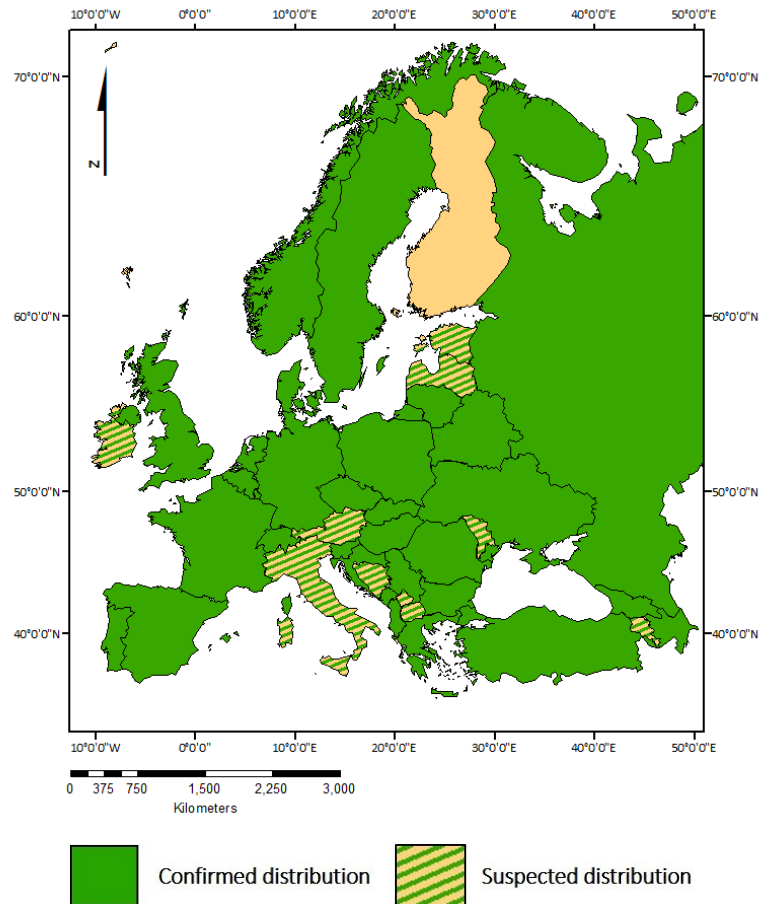 10°0'0"W 0°0'0" 10°0'0"E 20°0'0"E 30°0'0"E 40°0'0"E 50°0'0"E
70°0'0"N 70°0'0"N
N
60°0'0"N 60°0'0"N
50°0'0"N 50°0'0"N
40°0'0"N 40°0'0"N
10°0'0"W 0°0'0" 10°0'0"E 20°0'0"E 30°0'0"E 40°0'0"E 50°0'0"E
0 375 750 1,500 2,250 3,000
Kilometers
Confirmed distribution Suspected distribution